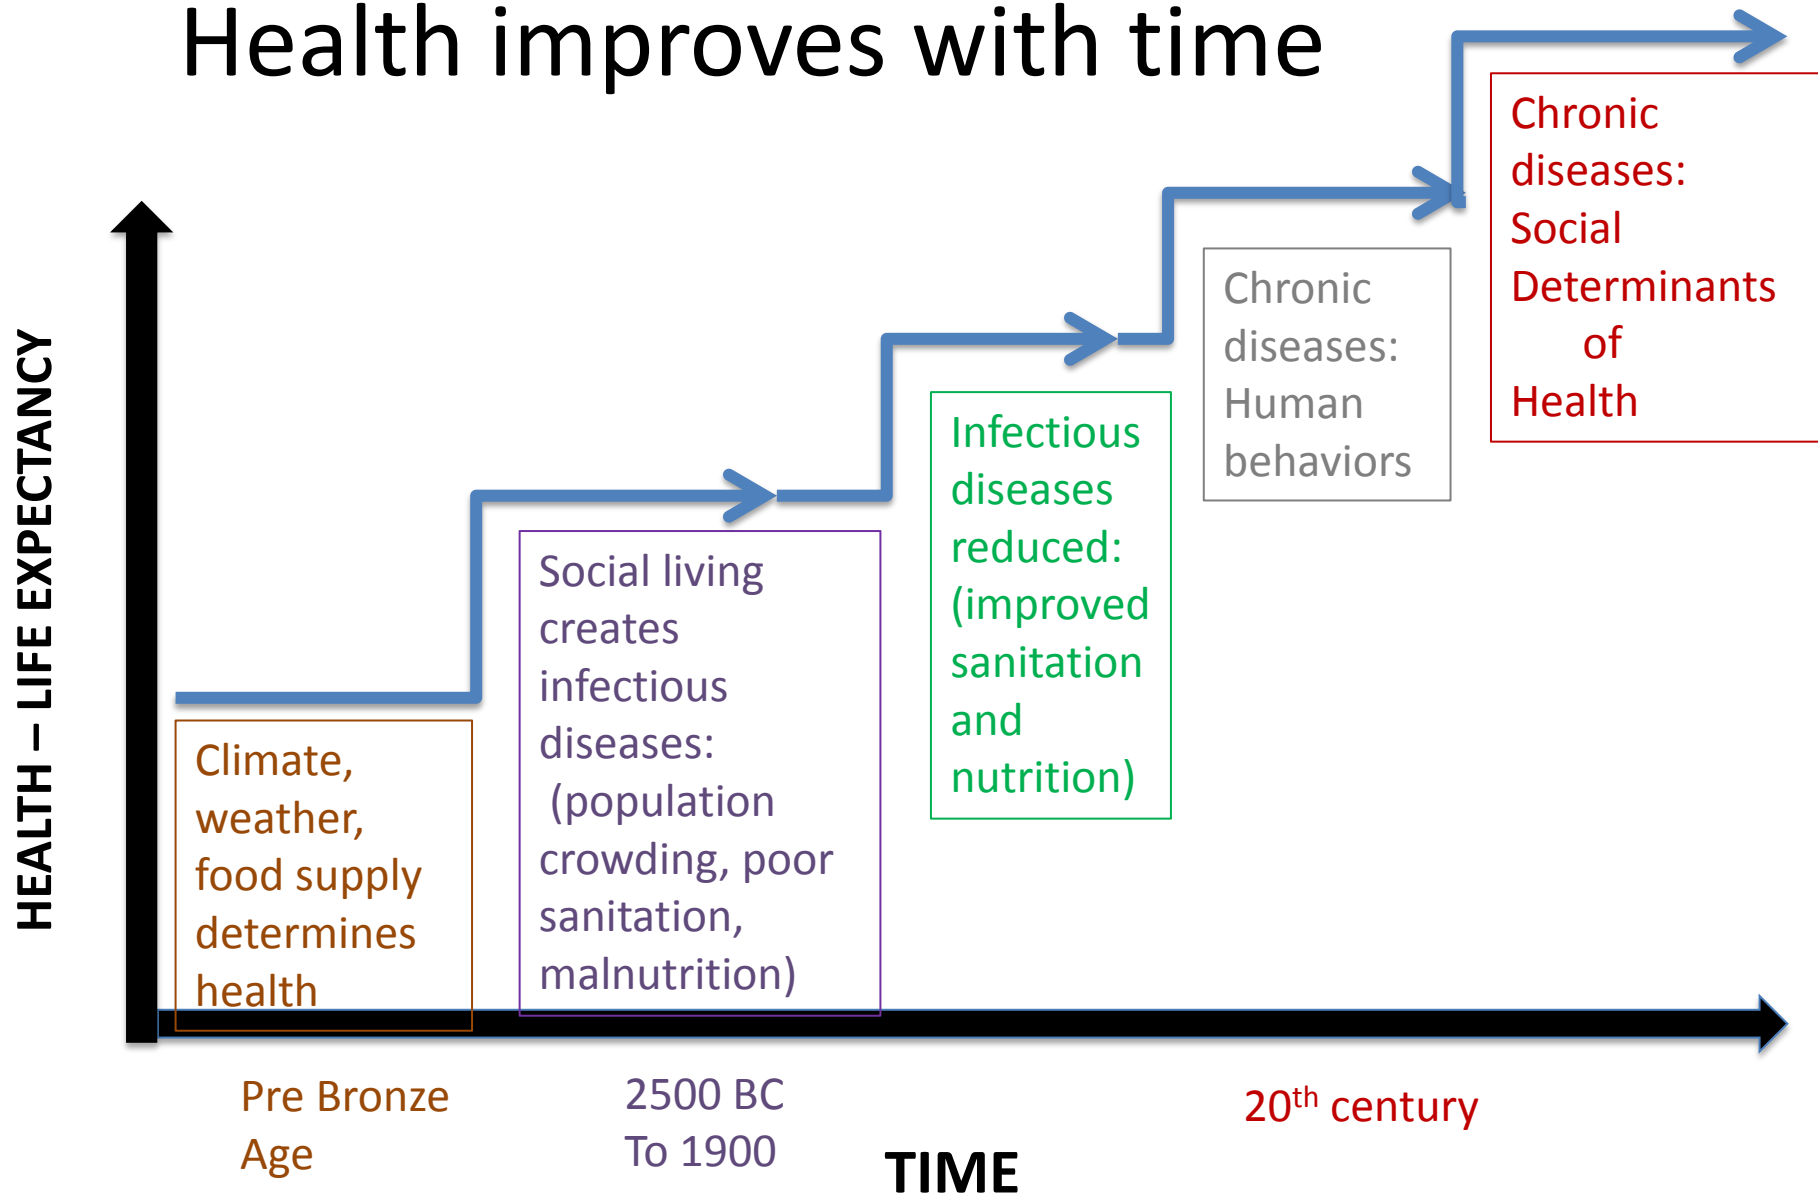 Health improves with time
HEALTH – LIFE EXPECTANCY
Climate,
weather,
food supply
determines
health
Social living
creates
infectious
diseases:
(population
crowding, poor
sanitation,
malnutrition)
Infectious
diseases
reduced:
(improved
sanitation
and
nutrition)
Chronic
diseases:
Human
behaviors
Chronic
diseases:
Social
Determinants
of
Health
Pre Bronze
Age
2500 BC
To 1900
20th century
TIME